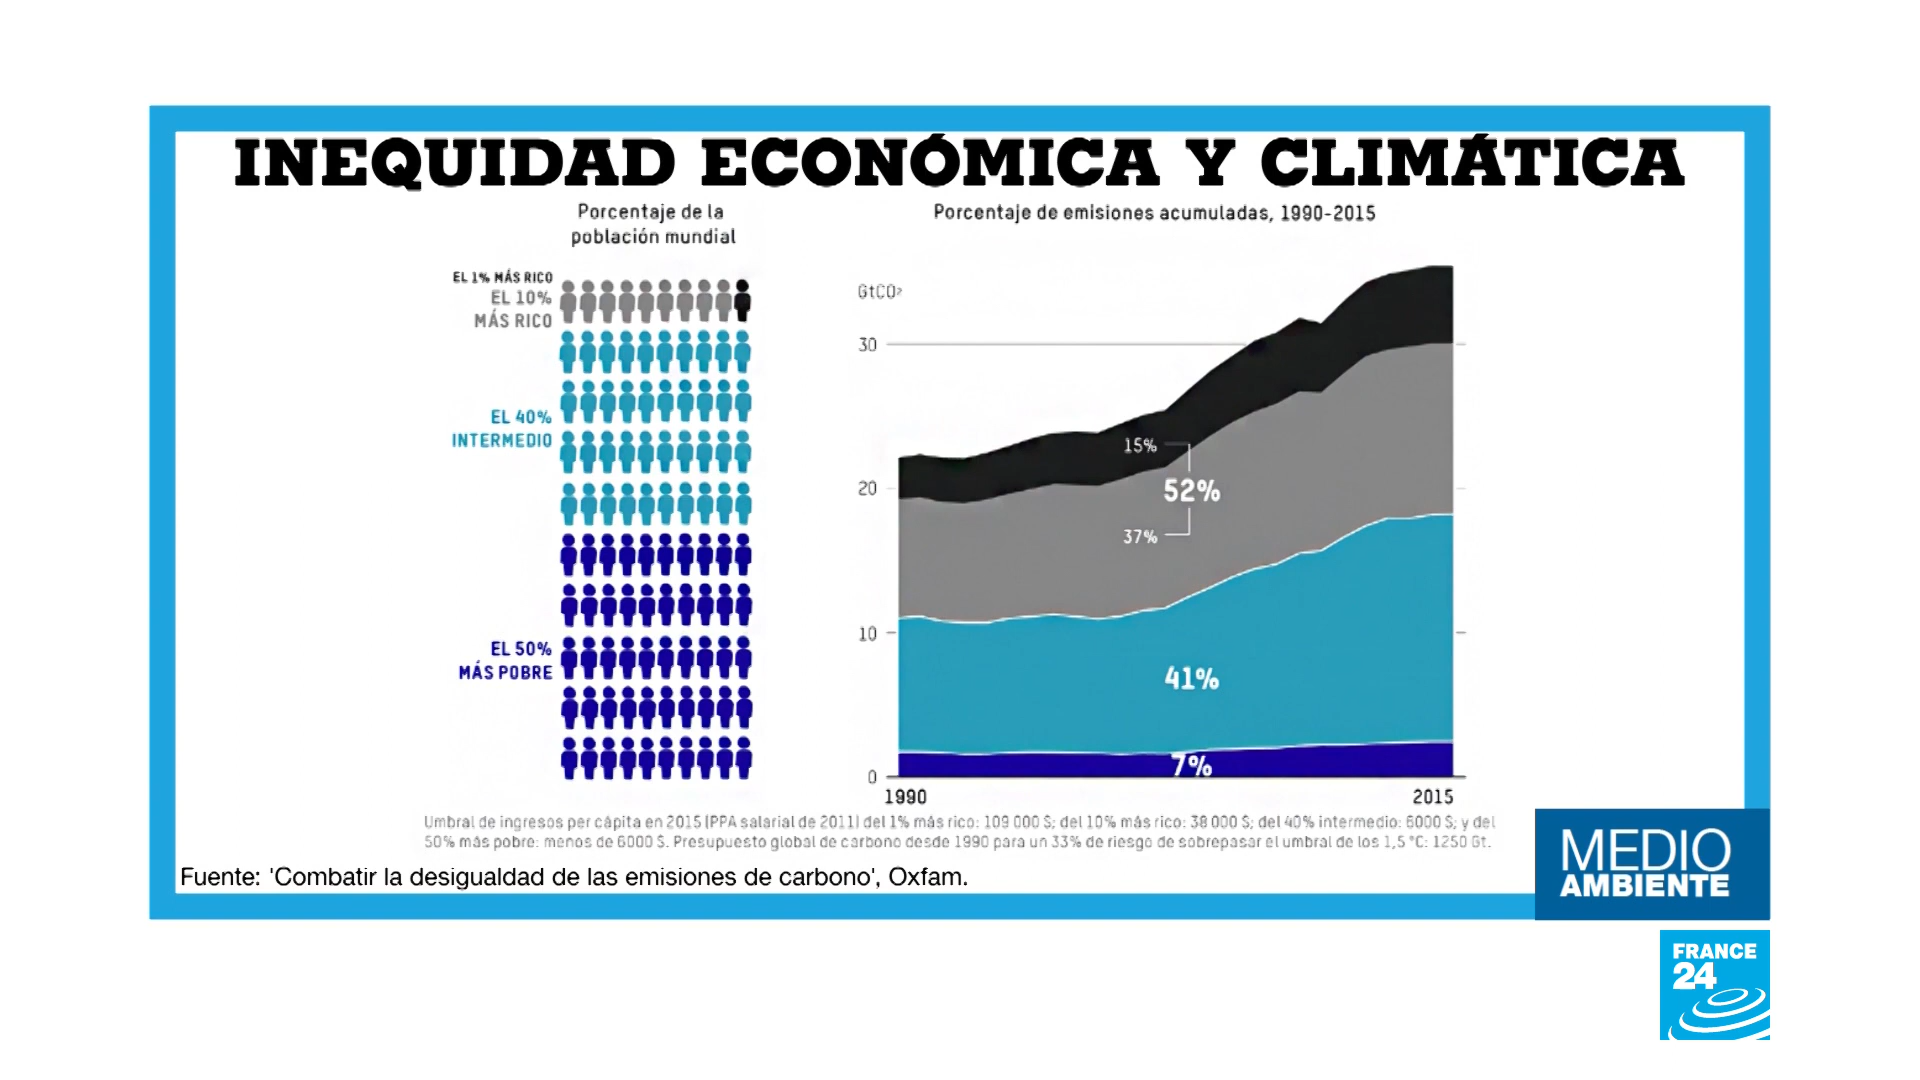 INEQUIDAD ECONÓMICA Y CLIMÁTICA
Porcentaje de la
población mundial
EL 1% MÁS RICO
EL 10%
MÁS RICO
EL 40%
INTERMEDIO
EL 50%
MÁS POBRE
Porcentaje de emisiones acumuladas, 1990-2015
GtCO²
30
20
10
0
15%
52%
37%
41%
7%
1990
2015
Umbral de ingresos per cápita en 2015 (PPA salarial de 2011) del 1% más rico: 109 000 $; del 10% más rico: 38 000 $; del 40% intermedio: 6000 $; y del
50% más pobre: menos de 6000 $. Presupuesto global de carbono desde 1990 para un 33% de riesgo de sobrepasar el umbral de los 1,5 °C: 1250 Gt.
Fuente: 'Combatir la desigualdad de las emisiones de carbono', Oxfam.
MEDIO
AMBIENTE
FRANCE
24